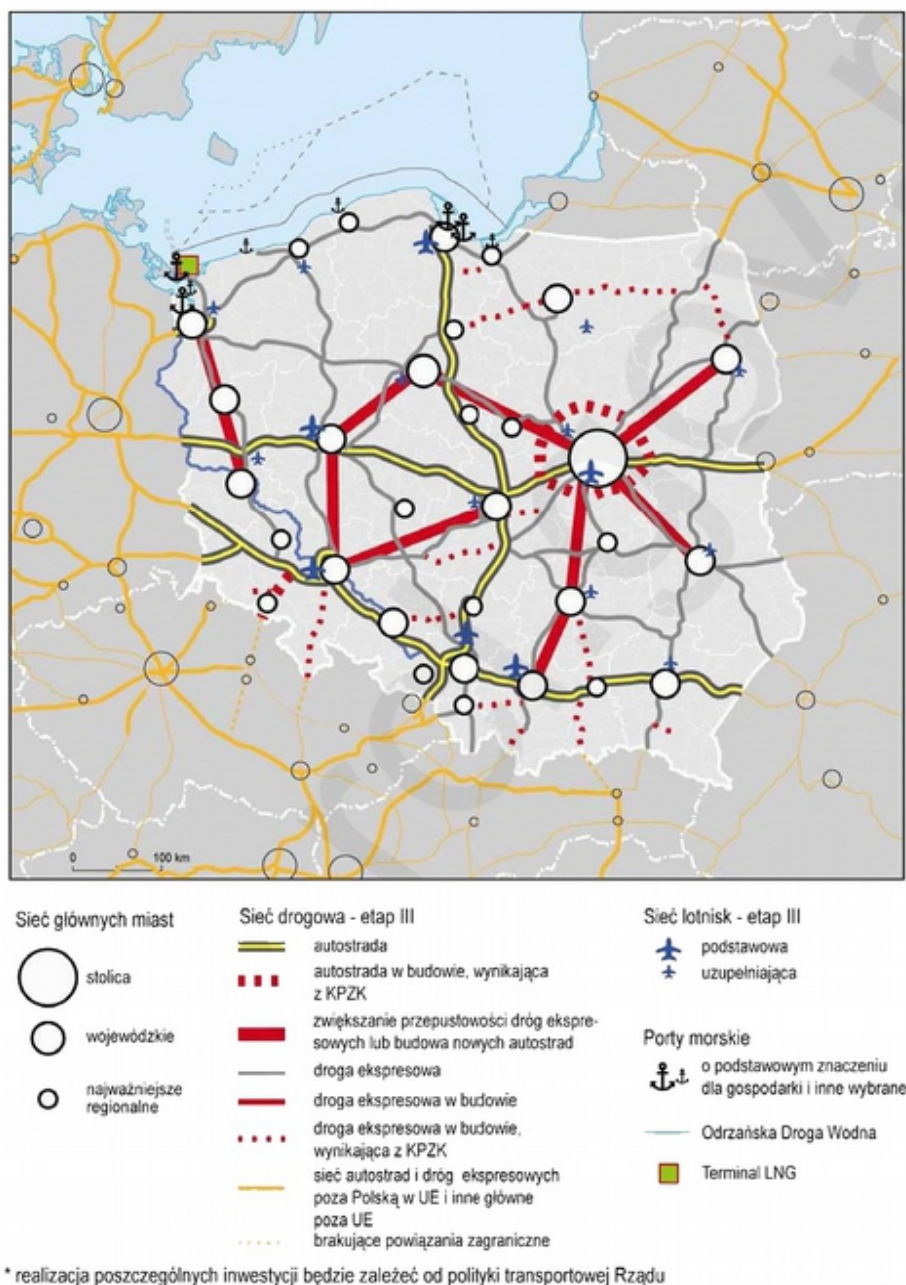 0 100 km
Sieć głównych miast
stolica
wojewódzkie
najważniejsze
regionalne
Sieć drogowa - etap III
autostrada
autostrada w budowie, wynikająca
z KPZK
zwiększanie przepustowości dróg ekspre-
sowych lub budowa nowych autostrad
droga ekspresowa
droga ekspresowa w budowie
droga ekspresowa w budowie,
wynikająca z KPZK
sieć autostrad i dróg ekspresowych
poza Polską w UE i inne główne
poza UE
brakujące powiązania zagraniczne
Sieć lotnisk - etap III
podstawowa
uzupełniająca
Porty morskie
o podstawowym znaczeniu
dla gospodarki i inne wybrane
Odrzańska Droga Wodna
Terminal LNG
* realizacja poszczególnych inwestycji będzie zależeć od polityki transportowej Rządu